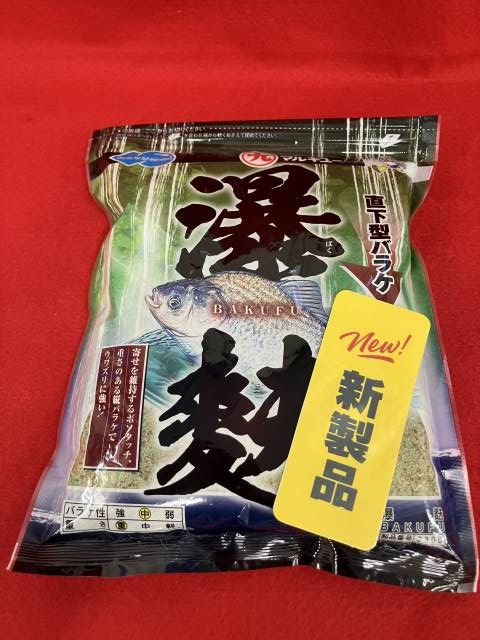 マルキユー
直下型バラケ
瀑
ばく
BAKUFU
麩
New!
新製品
寄せを維持するボソタッチ、
重さのある縦バラケで
ウワズリに強い!
バラケ性 強 中 弱
重さ 重 中 軽
BAKUFU